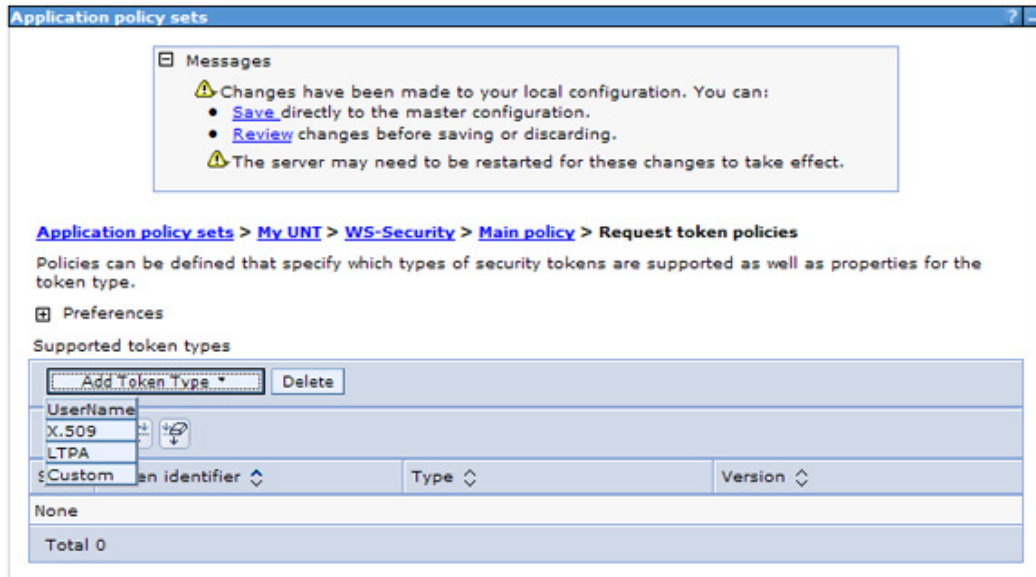 Application policy sets
?
Messages
Changes have been made to your local configuration. You can:
• Save directly to the master configuration.
• Review changes before saving or discarding.
The server may need to be restarted for these changes to take effect.
Application policy sets > My UNT > WS-Security > Main policy > Request token policies
Policies can be defined that specify which types of security tokens are supported as well as properties for the
token type.
Preferences
Supported token types
Add Token Type Delete
UserName
X.509
LTPA
Custom
en identifier Type Version
None
Total 0